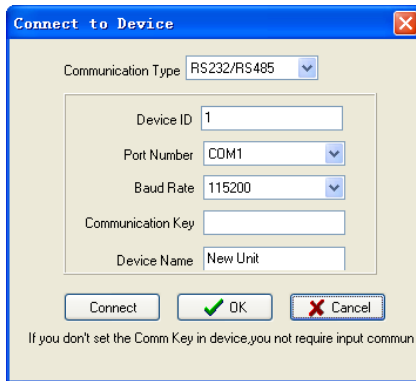 Connect to Device
Communication Type RS232/RS485
Device ID 1
Port Number COM1
Baud Rate 115200
Communication Key
Device Name New Unit
Connect OK Cancel
If you don't set the Comm Key in device,you not require input commun